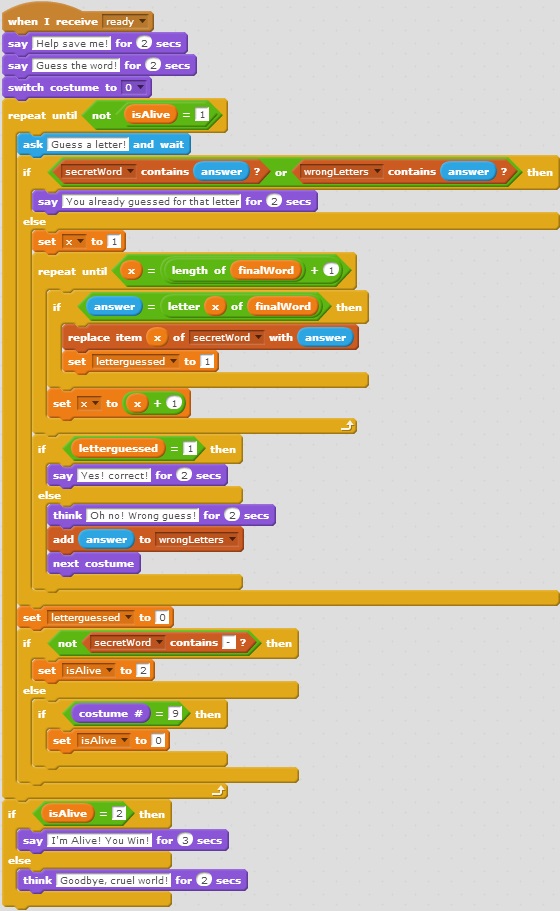 when I receive ready
say Help save me! for 2 secs
say Guess the word! for 2 secs
switch costume to 0
repeat until not isAlive = 1
ask Guess a letter! and wait
if secretWord contains answer ? or wrongLetters contains answer ? then
say You already guessed for that letter for 2 secs
else
set x to 1
repeat until x = length of finalWord + 1
if answer = letter x of finalWord then
replace item x of secretWord with answer
set letterguessed to 1
set x to x + 1
if letterguessed = 1 then
say Yes! correct! for 2 secs
else
think Oh no! Wrong guess! for 2 secs
add answer to wrongLetters
next costume
set letterguessed to 0
if not secretWord contains - ? then
set isAlive to 2
else
if costume # = 9 then
set isAlive to 0
if isAlive = 2 then
say I'm Alive! You Win! for 3 secs
else
think Goodbye, cruel world! for 2 secs